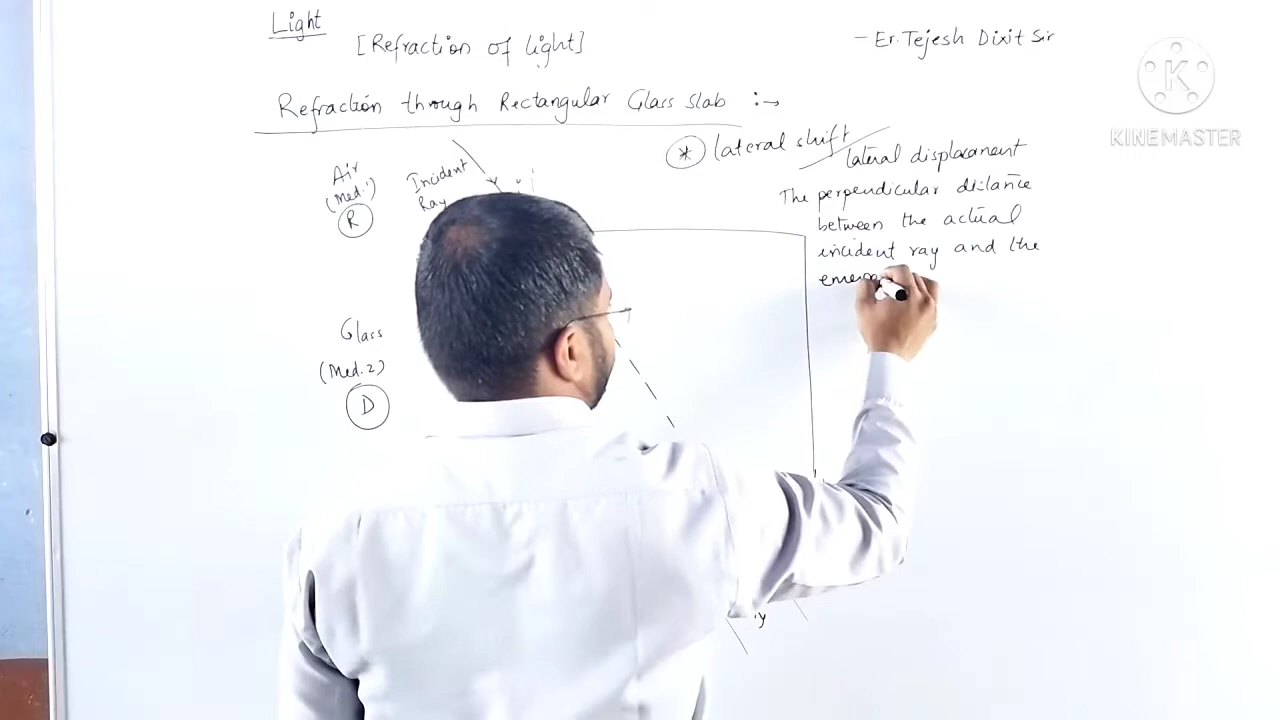 Light
[Refraction of light]
- Er. Tejesh Dixit Sir
KINEMASTER
Refraction through Rectangular Glass slab :→
* lateral shift / lateral displacement
The perpendicular distance
between the actual
incident ray and the
Air
(Med.1)
R
Incident
Ray
Glass
(Med.2)
D